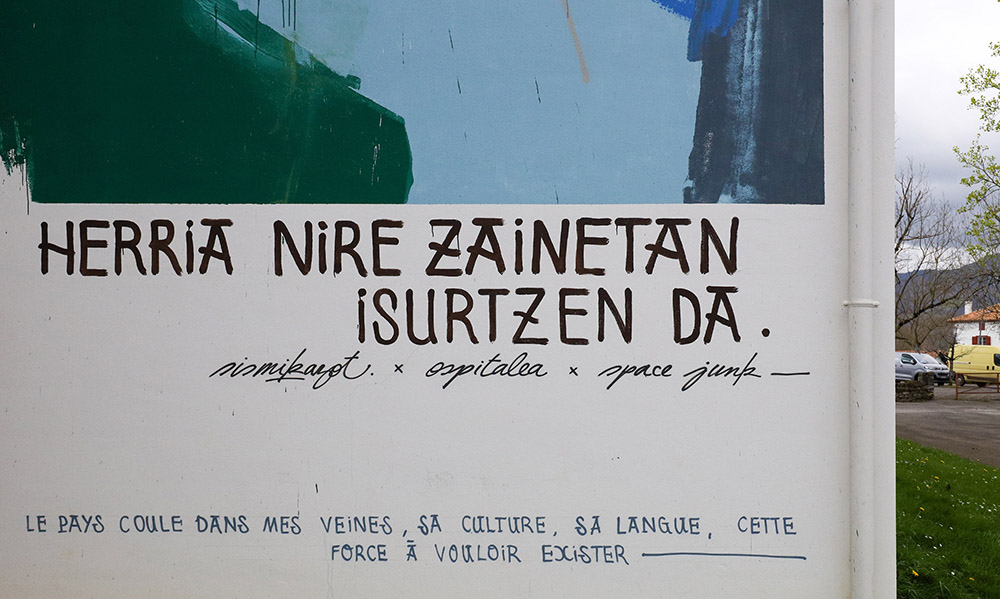 HERRiA NiRE ZAiNETAN
iSURTZEN DA.
sismikazot. x ospitalea x space junk —
LE PAYS COULE DANS MES VEINES, SA CULTURE, SA LANGUE, CETTE
FORCE À VOULOIR EXISTER —